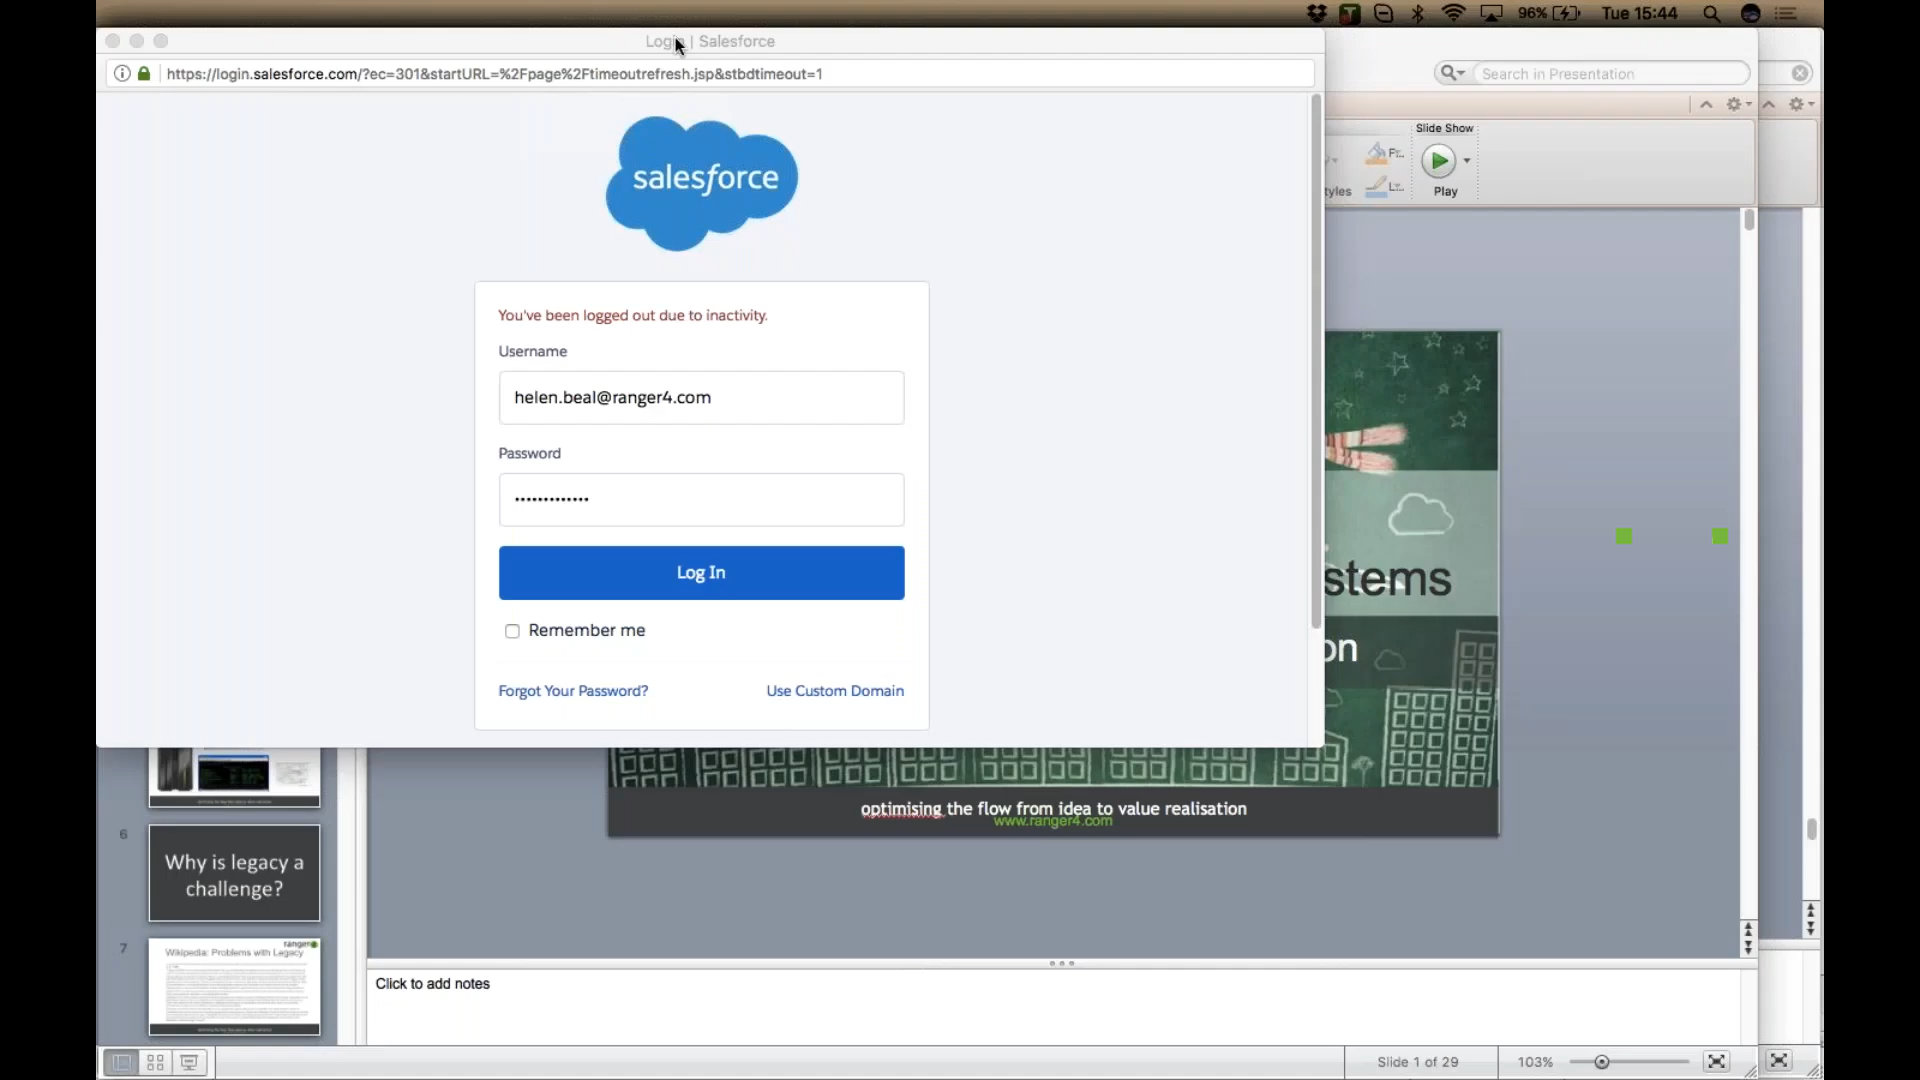 96%
Tue 15:44
Login | Salesforce
https://login.salesforce.com/?ec=301&startURL=%2Fpage%2Ftimeoutrefresh.jsp&stbdtimeout=1
Search in Presentation
salesforce
Slide Show
Fr...
tyles
L...
Play
You've been logged out due to inactivity.
Username
helen.beal@ranger4.com
Password
•••••••••••••
Log In
Remember me
Forgot Your Password?
Use Custom Domain
stems
on
optimising the flow from idea to value realisation
www.ranger4.com
6
Why is legacy a
challenge?
7
ranger4
Wikipedia: Problems with Legacy
Click to add notes
Slide 1 of 29
103%